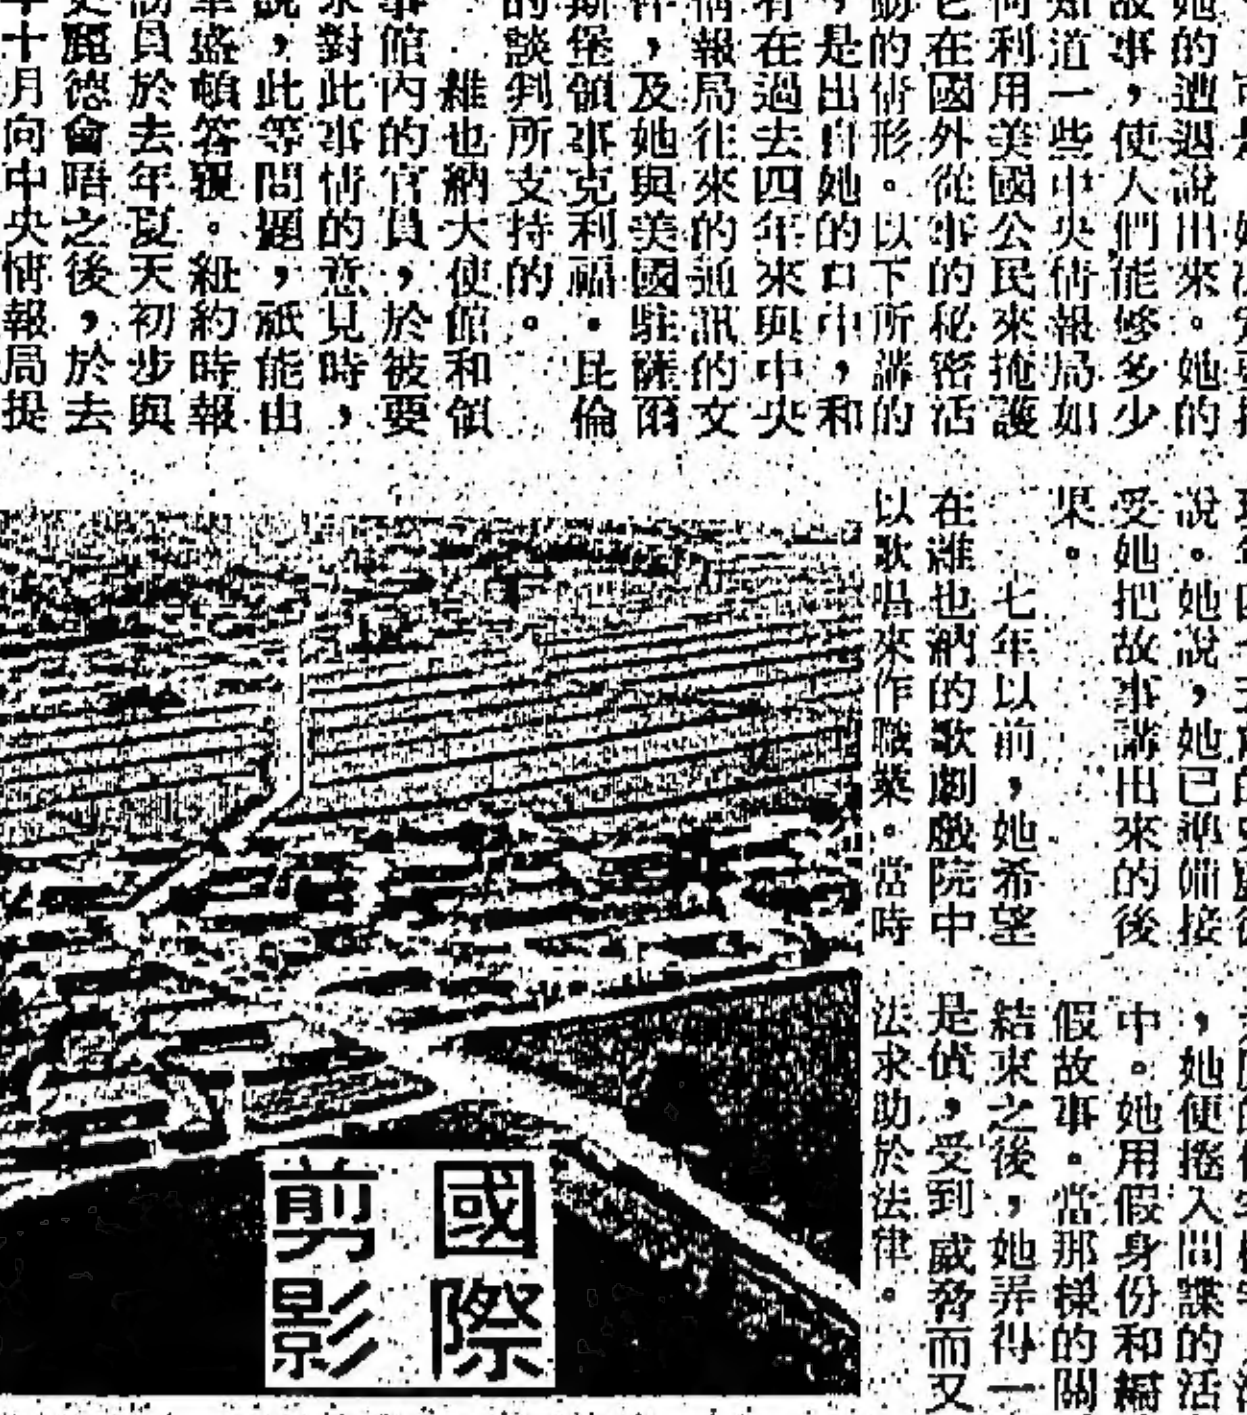 她的遭遇說出來。她的
故事，使人們能够多少
知道一些中央情報局如
何利用美國公民來掩護
它在國外從事的秘密活
動的情形。以下所講的
，是出自她的口中，和
有在過去四年來與中央
情報局往來的通訊的文
件，及她與美國駐薩爾
斯堡領事克利福．昆倫
的談判所支持的。
維也納大使館和領
事館內的官員，於被要
求對此事情的意見時，
說，此等問題，祇能由
華盛頓答覆。紐約時報
訪員於去年夏天初步與
麗德會晤之後，於去
年十月向中央情報局提
說。她說，她已準備接
受她把故事講出來的後
果。
七年以前，她希望
在維也納的歌劇戲院中
以歌唱來作職業。當時
，她便捲入間諜的活
中。她用假身份和編
假故事。當那樣的關
結束之後，她弄得一
是債，受到威脅而又
法求助於法律。
國際
剪影